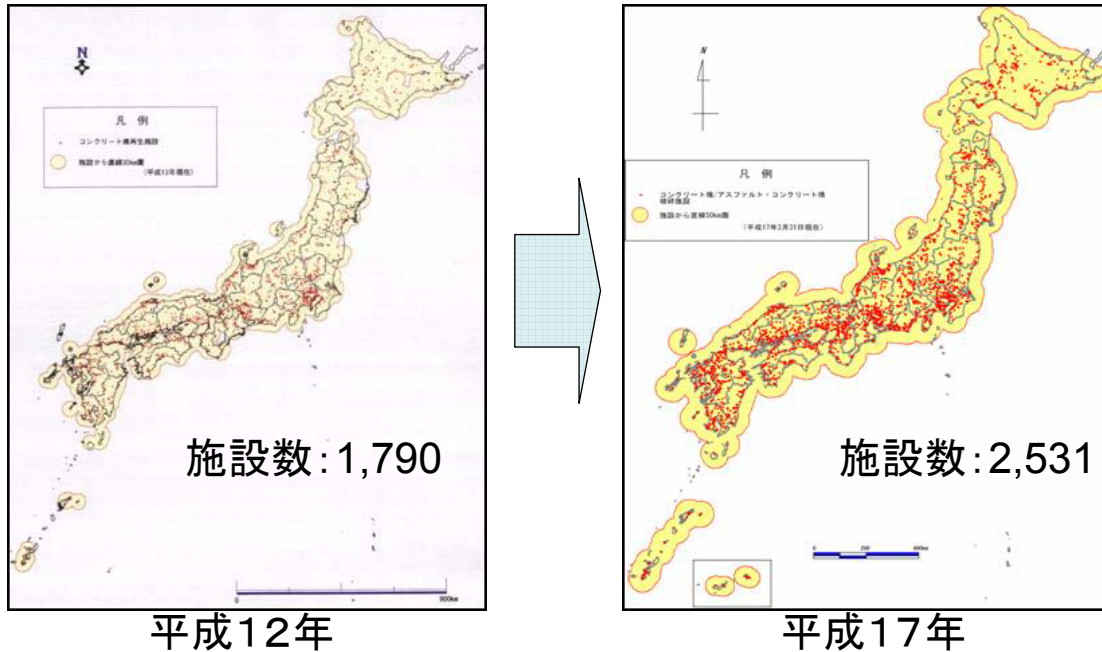 N
凡 例
コンクリート塊再生施設
施設から直線50km圏
(平成12年現在)
施設数:1,790
0
800km
平成12年
N
凡 例
コンクリート塊/アスファルト・コンクリート塊
破砕施設
施設から直線50km圏
(平成17年2月21日現在)
施設数:2,531
0 200 400km
平成17年